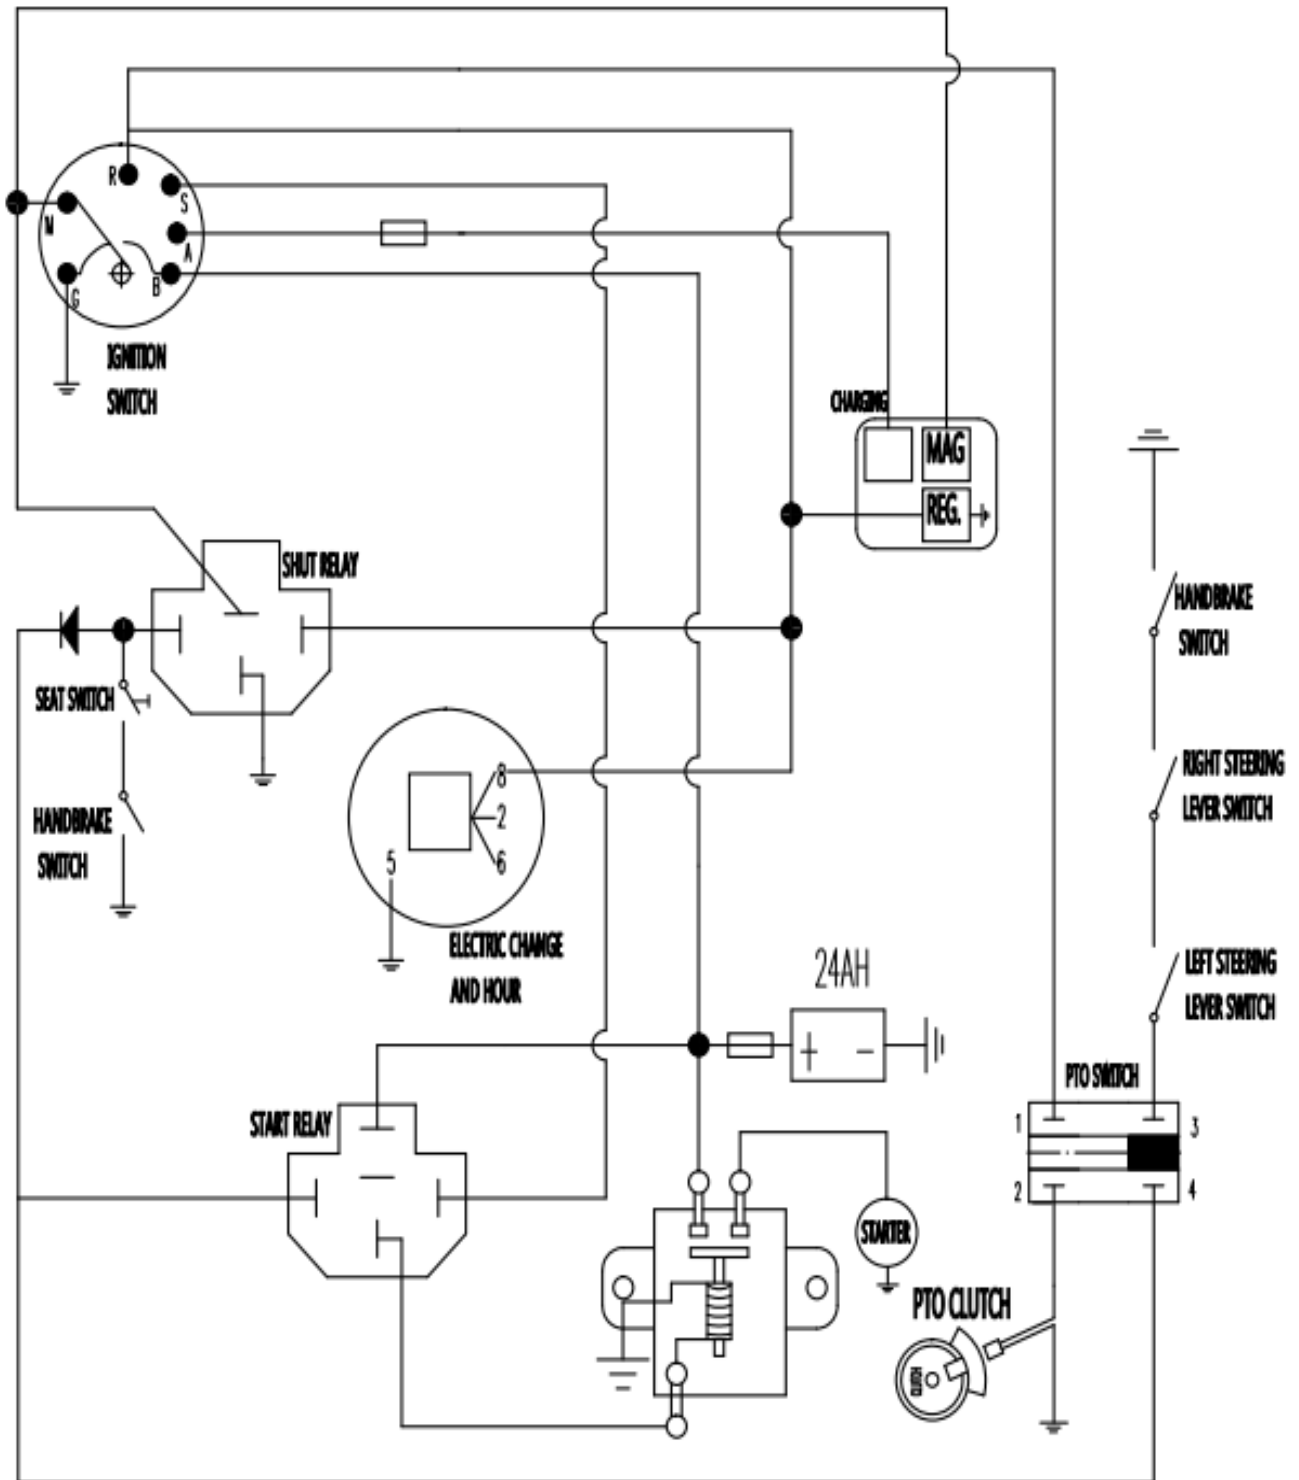 R
S
M
A
G
B
IGNITION
SWITCH
CHARGING
MAG
REG.
SHUT RELAY
HANDBRAKE
SWITCH
SEAT SWITCH
RIGHT STEERING
LEVER SWITCH
HANDBRAKE
SWITCH
8
2
6
5
ELECTRIC CHANGE
AND HOUR
24AH
+ -
LEFT STEERING
LEVER SWITCH
PTO SWITCH
START RELAY
1
3
2
4
STARTER
PTO CLUTCH